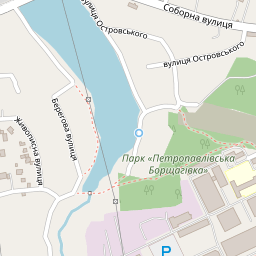 Соборна вулиця
вулиця Островського
вулиця Островського
Берегова вулиця
Живописна вулиця
Парк «Петропавлівська
Борщагівка»
P